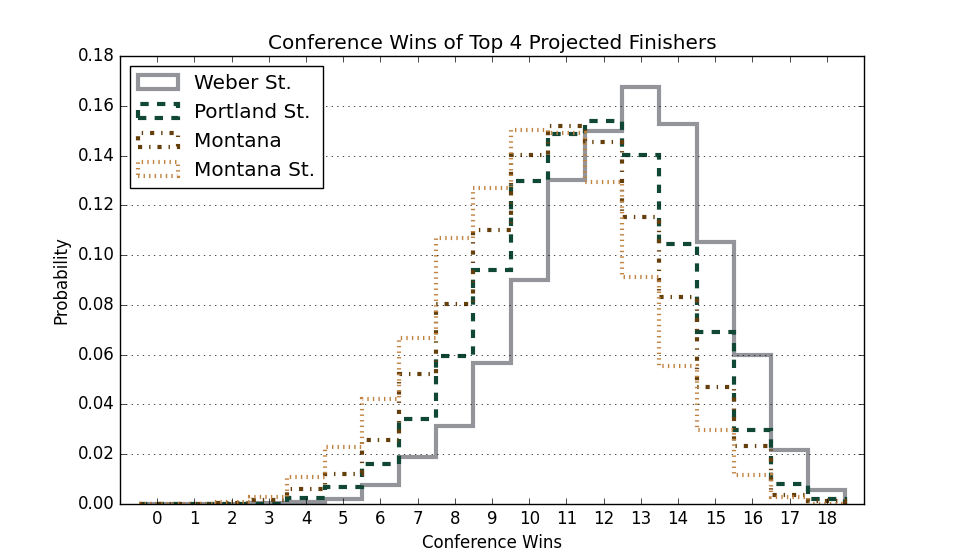 Conference Wins of Top 4 Projected Finishers
0.18
0.16
0.14
0.12
0.10
0.08
0.06
0.04
0.02
0.00
Probability
Weber St.
Portland St.
Montana
Montana St.
0 1 2 3 4 5 6 7 8 9 10 11 12 13 14 15 16 17 18
Conference Wins